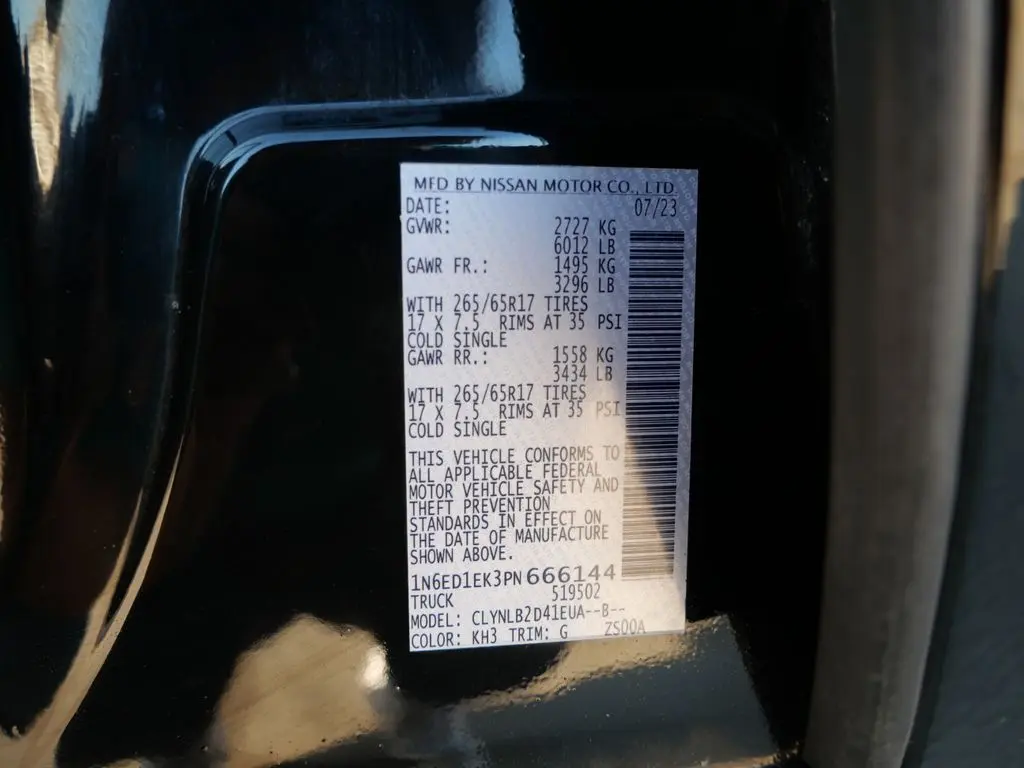 MFD BY NISSAN MOTOR CO., LTD.
DATE: 07/23
GVWR: 2727 KG
6012 LB
GAWR FR.: 1495 KG
3296 LB
WITH 265/65R17 TIRES
17 X 7.5 RIMS AT 35 PSI
COLD SINGLE
GAWR RR.: 1558 KG
3434 LB
WITH 265/65R17 TIRES
17 X 7.5 RIMS AT 35 PSI
COLD SINGLE
THIS VEHICLE CONFORMS TO
ALL APPLICABLE FEDERAL
MOTOR VEHICLE SAFETY AND
THEFT PREVENTION
STANDARDS IN EFFECT ON
THE DATE OF MANUFACTURE
SHOWN ABOVE.
1N6ED1EK3PN666144
TRUCK 519502
MODEL: CLYNLB2D41EUA--B--
COLOR: KH3 TRIM: G ZS00A